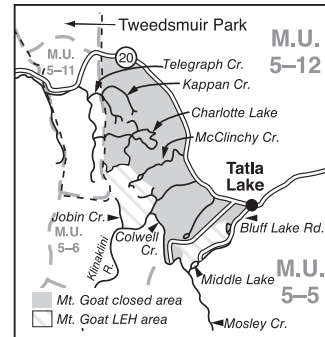 Tweedsmuir Park
M.U.
5–12
20
M.U.
5–11
Telegraph Cr.
Kappan Cr.
Charlotte Lake
McClinchy Cr.
Tatla
Lake
Jobin Cr.
M.U.
5–6
Colwell
Cr.
Klinaklini
R.
Bluff Lake Rd.
Middle Lake
M.U.
5–5
Mt. Goat closed area
Mt. Goat LEH area
Mosley Cr.